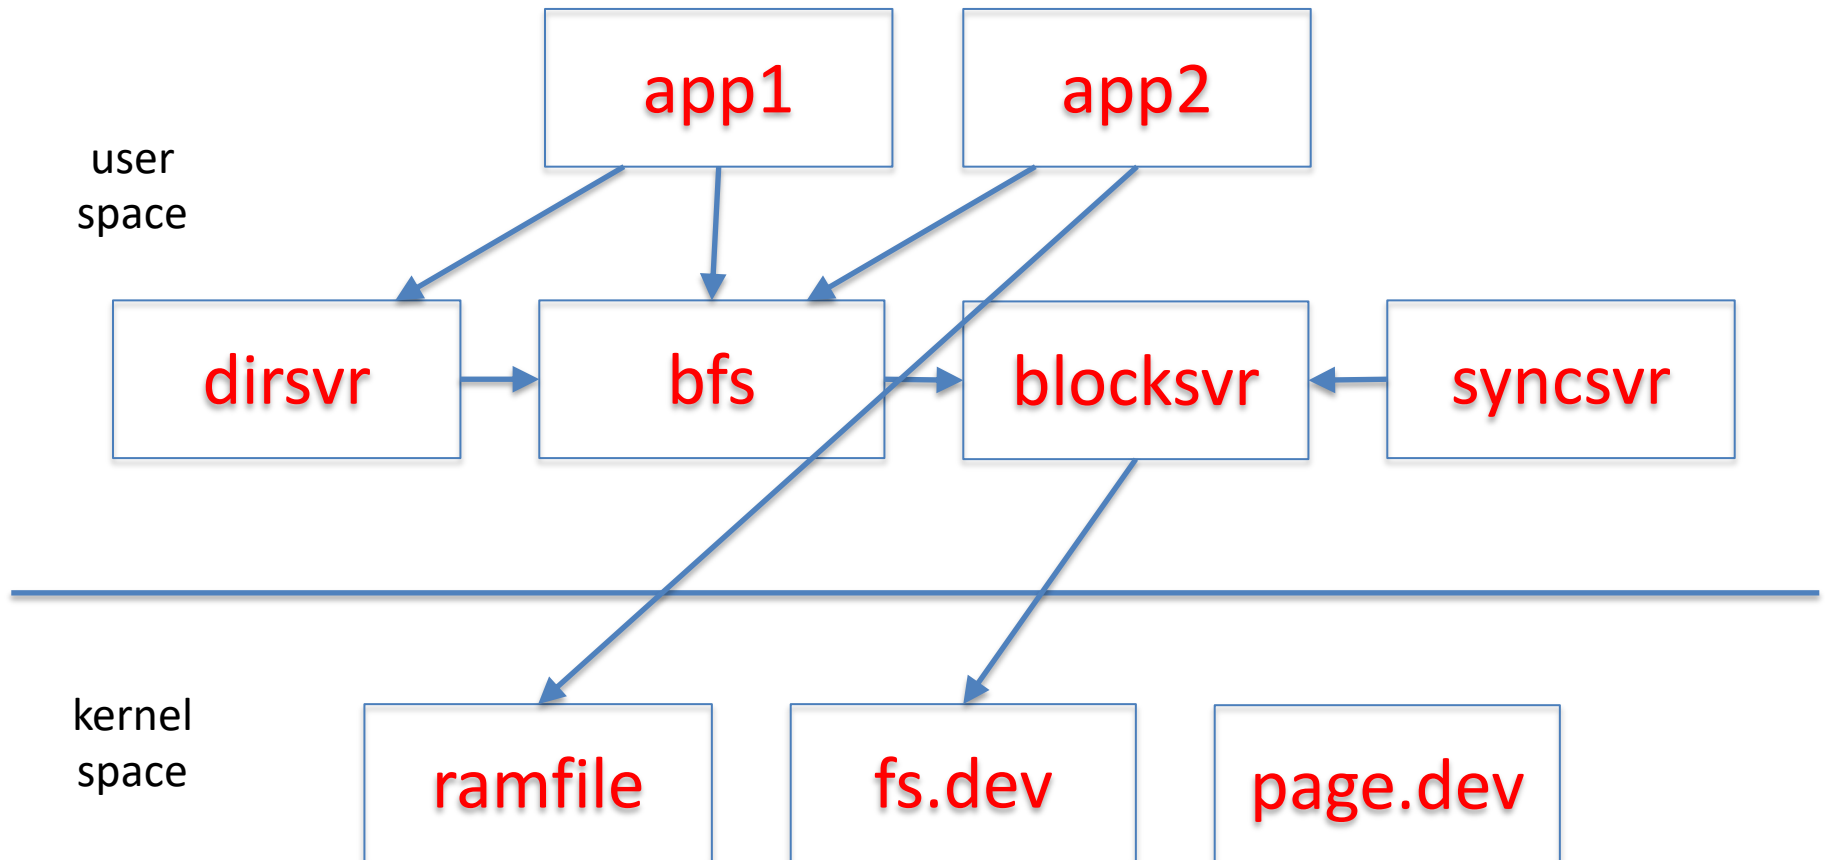 app1
app2
user
space
dirsvr
bfs
blocksvr
syncsvr
kernel
space
ramfile
fs.dev
page.dev